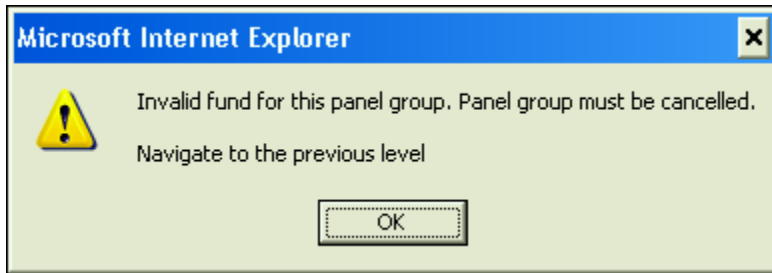 Microsoft Internet Explorer
Invalid fund for this panel group. Panel group must be cancelled.
Navigate to the previous level
OK